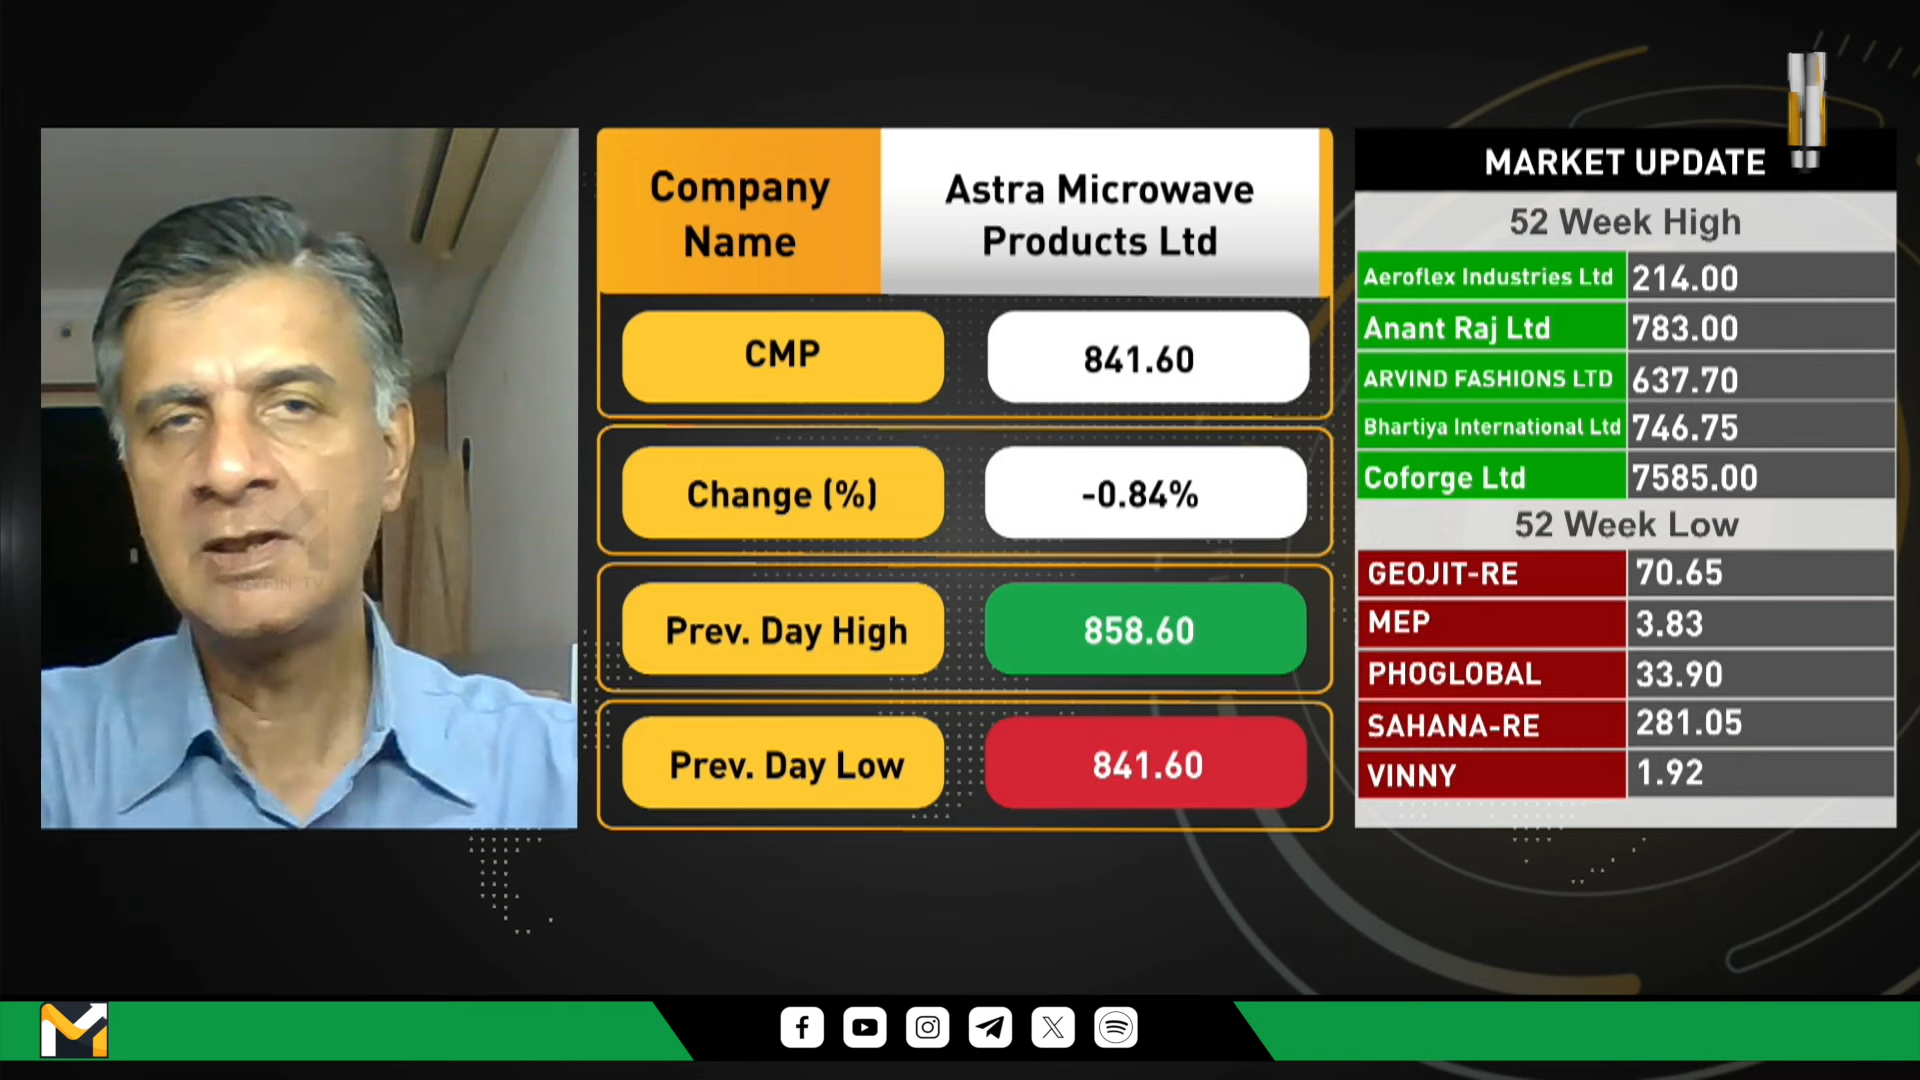 Company
Name
Astra Microwave
Products Ltd
CMP
841.60
Change (%)
-0.84%
Prev. Day High
858.60
Prev. Day Low
841.60
MARKET UPDATE
52 Week High
Aeroflex Industries Ltd 214.00
Anant Raj Ltd 783.00
ARVIND FASHIONS LTD 637.70
Bhartiya International Ltd 746.75
Coforge Ltd 7585.00
52 Week Low
GEOJIT-RE 70.65
MEP 3.83
PHOGLOBAL 33.90
SAHANA-RE 281.05
VINNY 1.92